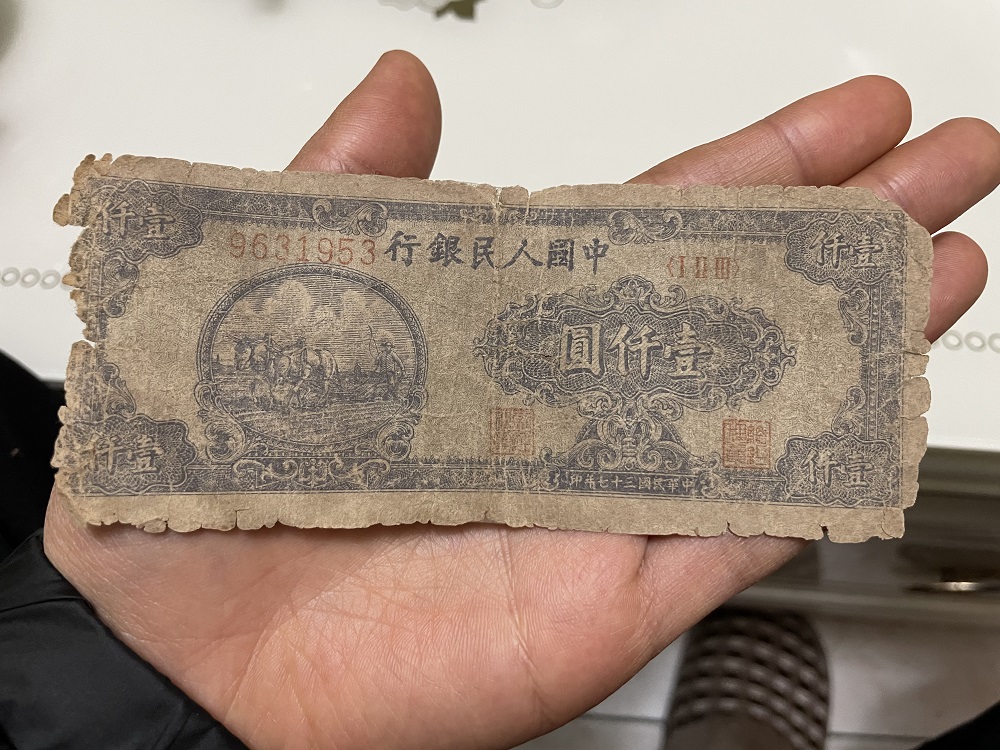 壹仟
壹仟
9631953
中國人民銀行
〈I II III〉
壹仟圓
壹仟
壹仟
中華民國三十七年印